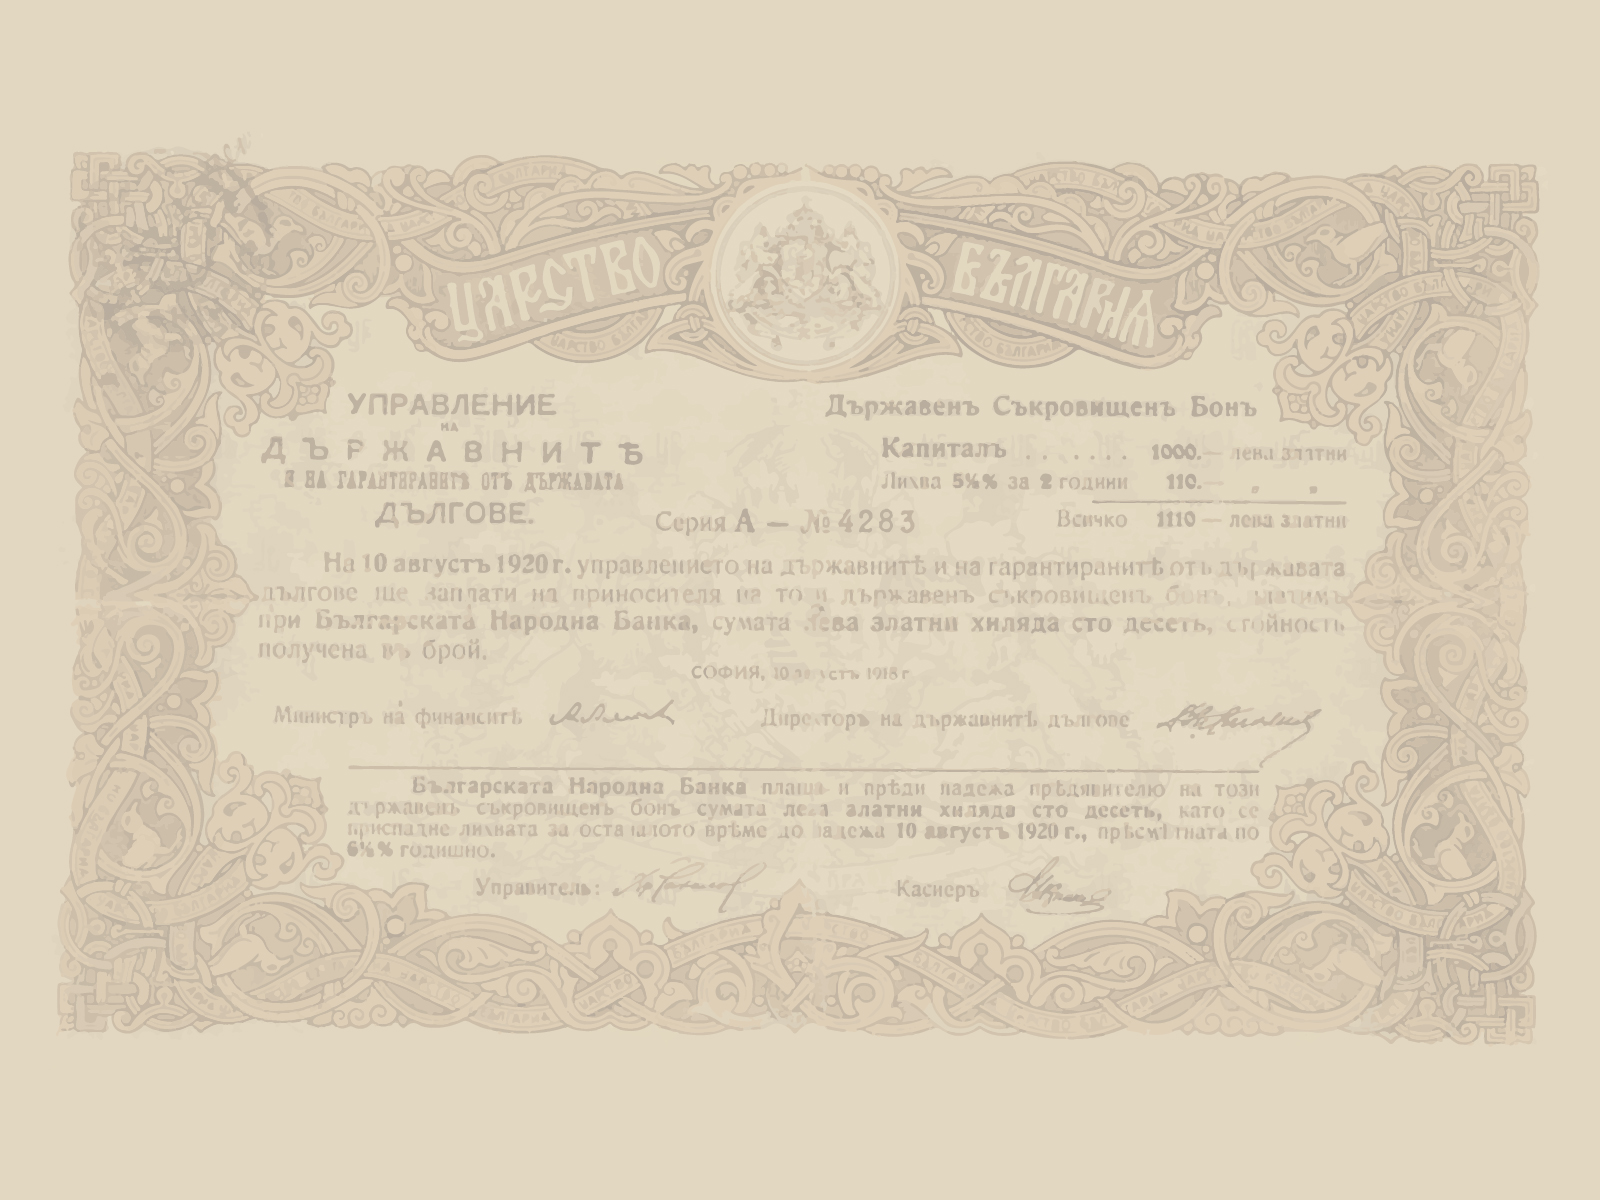 ЦАРСТВО БЪЛГАРИЯ
УПРАВЛЕНИЕ
НА
ДЪРЖАВНИТѢ
И НА ГАРАНТИРАНИТѢ ОТЪ ДЪРЖАВАТА
ДЪЛГОВЕ.
Държавенъ Съкровищенъ Бонъ
Капиталъ . . . . . . 1000.— лева златни
Лихва 5½% за 2 години 110.— „ „
Всичко 1110 — лева златни
Серия А — № 4283
На 10 августъ 1920 г. управлението на държавнитѣ и на гарантиранитѣ отъ държавата
дългове ще заплати на приносителя на този държавенъ съкровищенъ бонъ, платимъ
при Българската Народна Банка, сумата лева златни хиляда сто десеть, стойность
получена въ брой.
СОФИЯ, 10 августъ 1918 г
Министръ на финанситѣ
Директоръ на държавнитѣ дългове
Българската Народна Банка плаща и прѣди падежа прѣдявителю на този
държавенъ съкровищенъ бонъ сумата лева златни хиляда сто десеть, като се
приспадне лихвата за останалото врѣме до падежа 10 августъ 1920 г., прѣсмѣтната по
6½% годишно.
Управитель:
Касиеръ